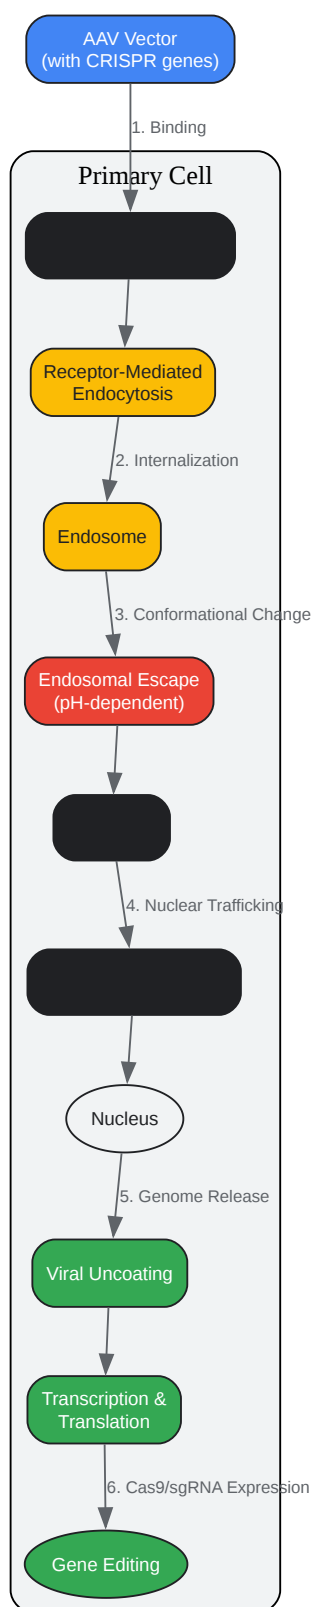 AAV Vector
(with CRISPR genes)
1. Binding
Primary Cell
Receptor-Mediated
Endocytosis
2. Internalization
Endosome
3. Conformational Change
Endosomal Escape
(pH-dependent)
4. Nuclear Trafficking
Nucleus
5. Genome Release
Viral Uncoating
Transcription &
Translation
6. Cas9/sgRNA Expression
Gene Editing